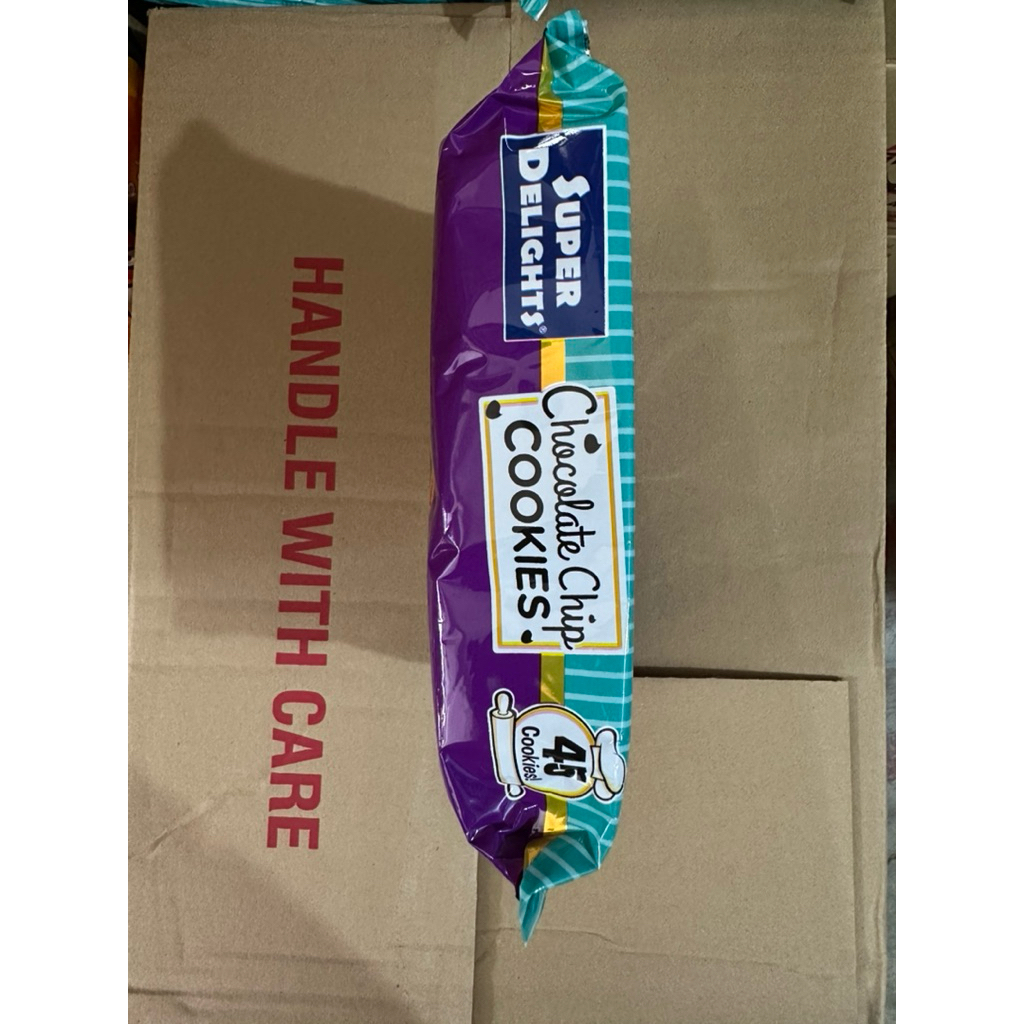 SUPER
DELIGHTS®
Chocolate Chip
COOKIES
45
Cookies!
HANDLE WITH CARE